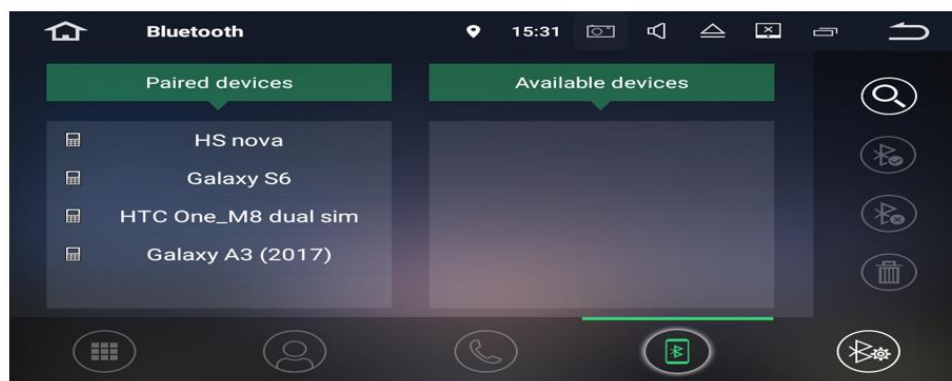 Bluetooth
15:31
Paired devices
Available devices
HS nova
Galaxy S6
HTC One_M8 dual sim
Galaxy A3 (2017)